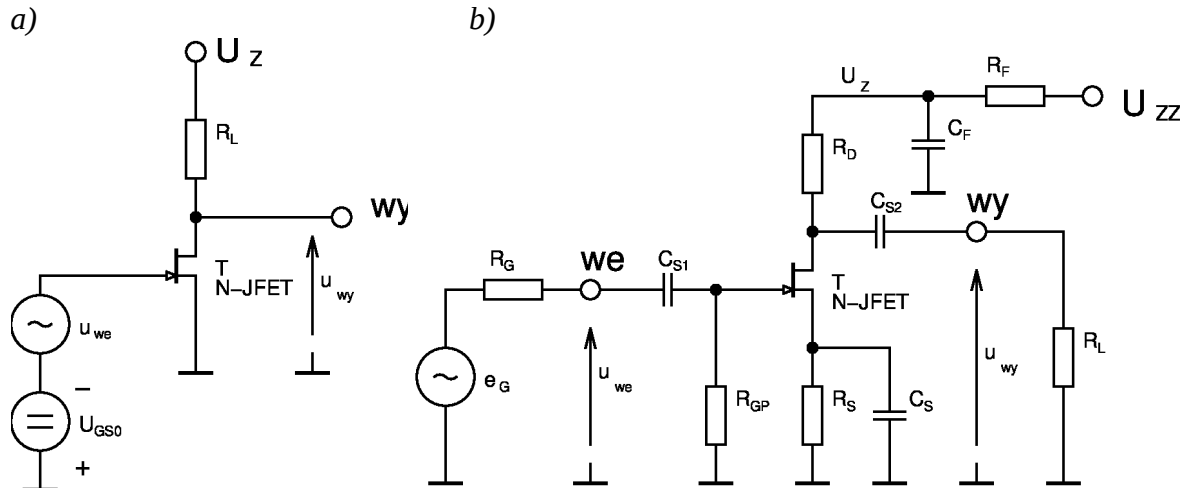 a)
U Z
R L
wy
T
N-JFET
u wy
u we
−
U GS0
+
b)
U Z
R F
U ZZ
C F
R D
C S2
wy
R G
we
C S1
T
N-JFET
e G
u we
R GP
R S
C S
u wy
R L